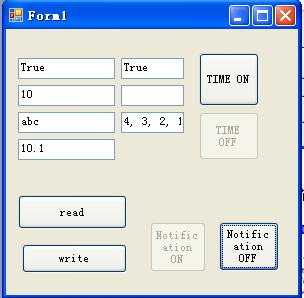 Form1
True True
10
abc 4, 3, 2, 1
10.1
TIME ON
TIME
OFF
read
write
Notific
ation
ON
Notific
ation
OFF